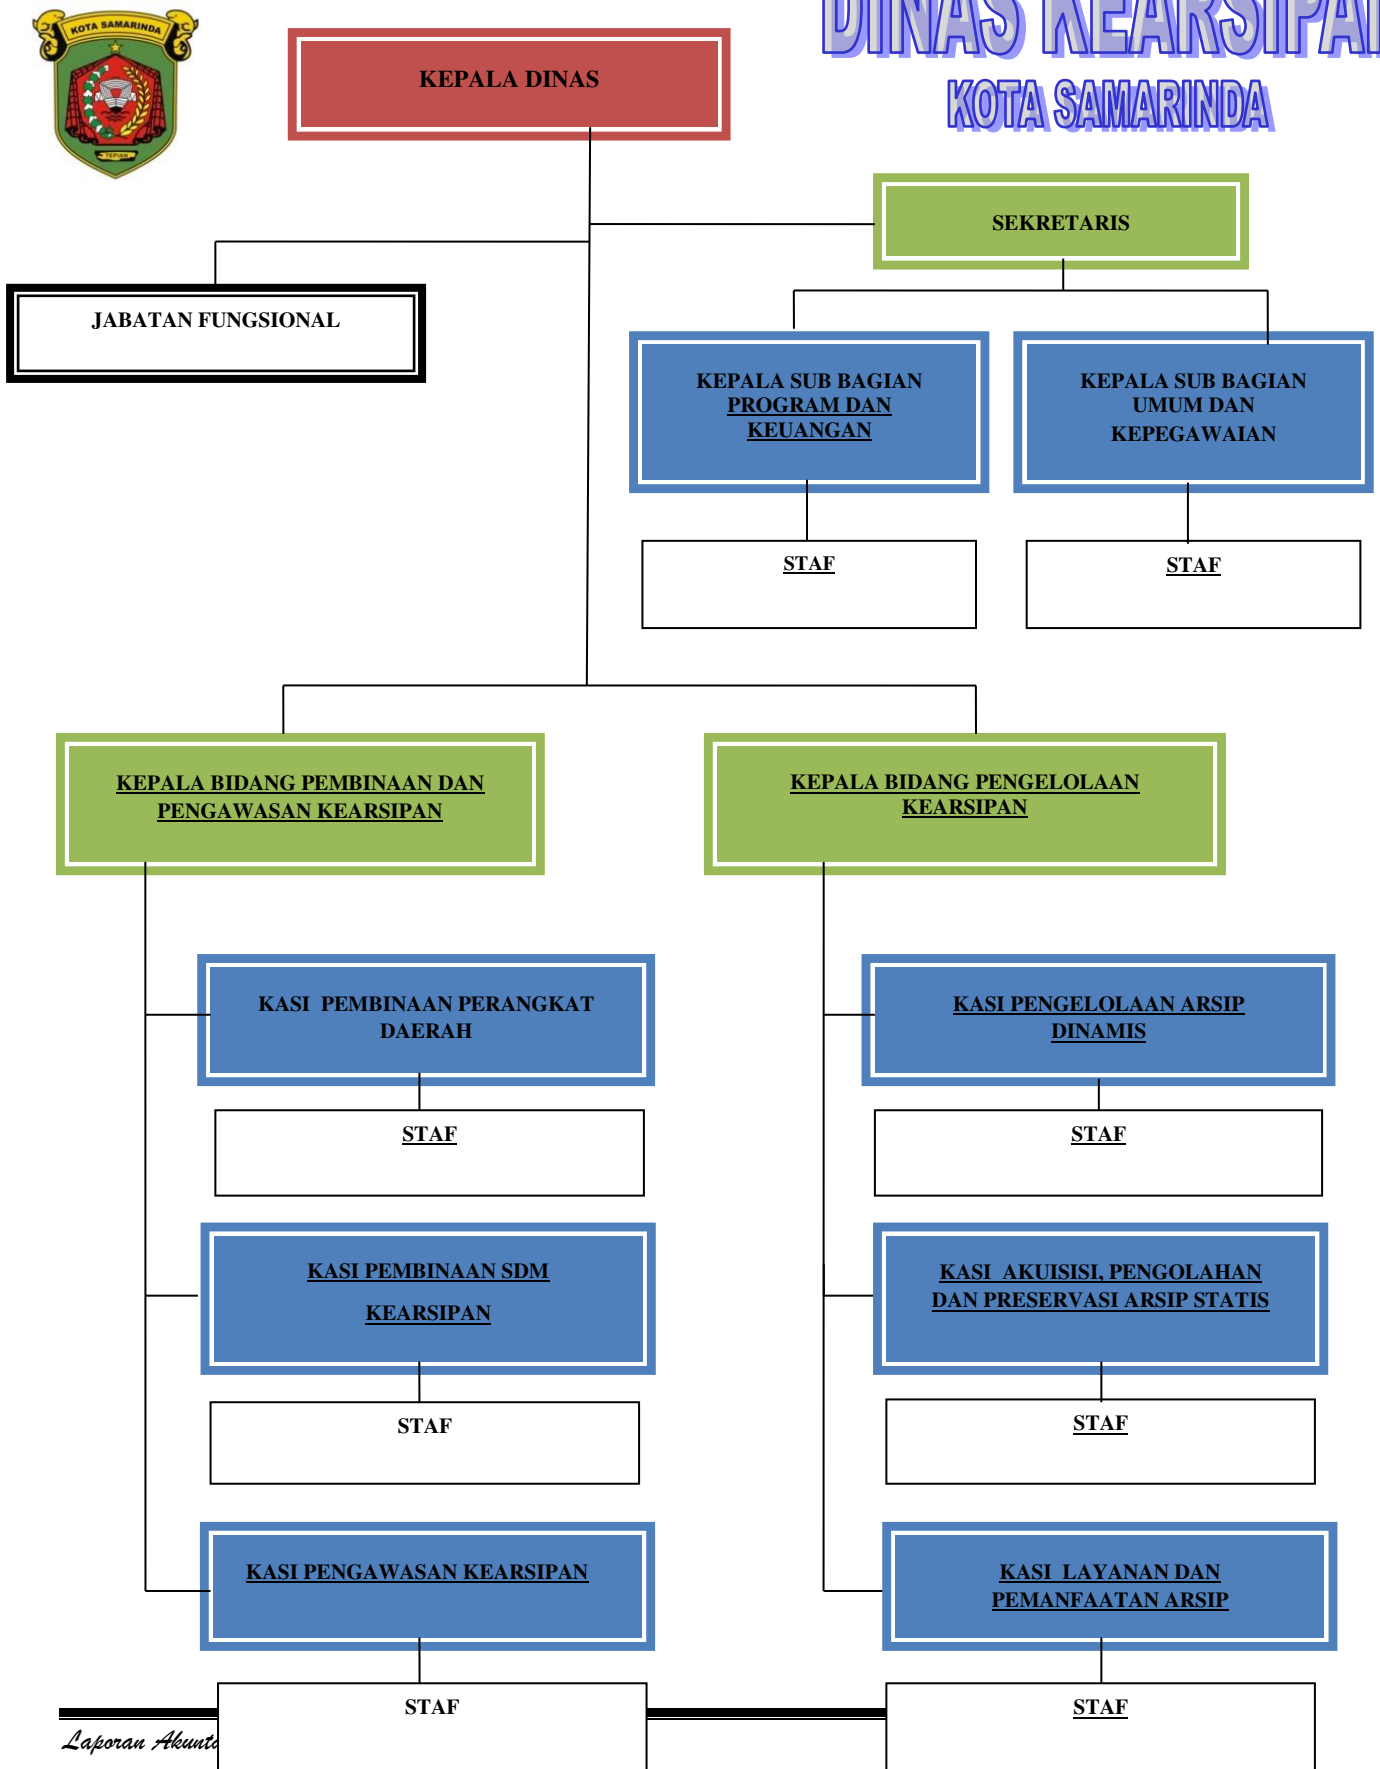 KOTA SAMARINDA
TEPIAN
DINAS KEARSIPAN
KOTA SAMARINDA
KEPALA DINAS
SEKRETARIS
JABATAN FUNGSIONAL
KEPALA SUB BAGIAN
PROGRAM DAN
KEUANGAN
KEPALA SUB BAGIAN
UMUM DAN
KEPEGAWAIAN
STAF
STAF
KEPALA BIDANG PEMBINAAN DAN
PENGAWASAN KEARSIPAN
KEPALA BIDANG PENGELOLAAN
KEARSIPAN
KASI  PEMBINAAN PERANGKAT
DAERAH
KASI PENGELOLAAN ARSIP
DINAMIS
STAF
STAF
KASI PEMBINAAN SDM
KEARSIPAN
KASI  AKUISISI, PENGOLAHAN
DAN PRESERVASI ARSIP STATIS
STAF
STAF
KASI PENGAWASAN KEARSIPAN
KASI  LAYANAN DAN
PEMANFAATAN ARSIP
STAF
STAF
Laporan